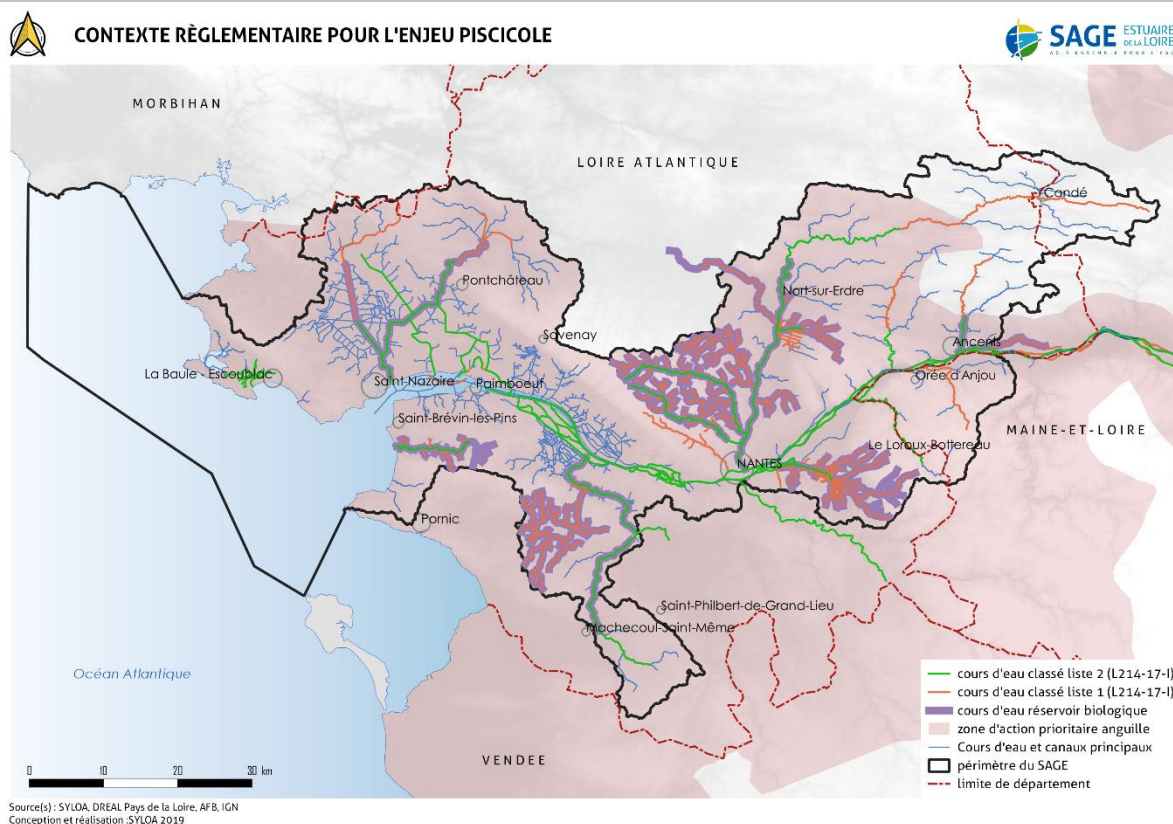 CONTEXTE RÈGLEMENTAIRE POUR L'ENJEU PISCICOLE
SAGE ESTUAIRE
DE LA LOIRE
MORBIHAN
LOIRE ATLANTIQUE
Candé
Pontchâteau
Nort-sur-Erdre
Savenay
Ancenis
La Baule - Escoublac
Saint-Nazaire
Paimboeuf
Orée d'Anjou
Saint-Brévin-les-Pins
MAINE-ET-LOIRE
Le Loroux-Bottereau
NANTES
Pornic
Saint-Philbert-de-Grand-Lieu
Machecoul-Saint-Même
Océan Atlantique
VENDEE
cours d'eau classé liste 2 (L214-17-I)
cours d'eau classé liste 1 (L214-17-I)
cours d'eau réservoir biologique
zone d'action prioritaire anguille
Cours d'eau et canaux principaux
périmètre du SAGE
limite de département
0 10 20 30 km
Source(s) : SYLOA, DREAL Pays de la Loire, AFB, IGN
Conception et réalisation :SYLOA 2019